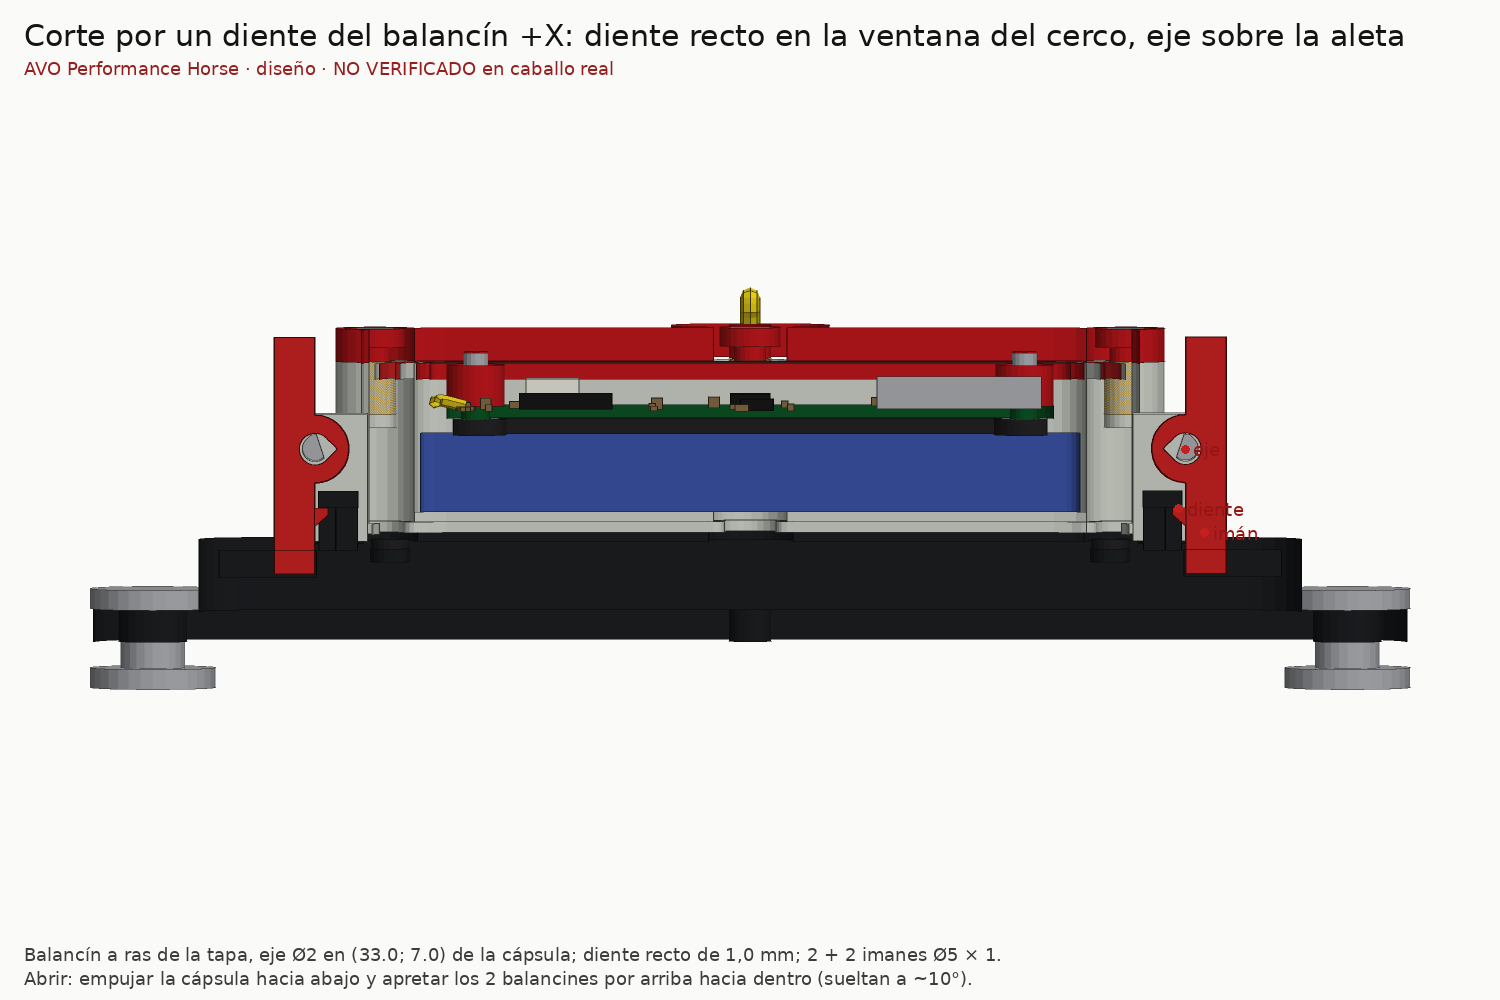 Corte por un diente del balancín +X: diente recto en la ventana del cerco, eje sobre la aleta
AVO Performance Horse · diseño · NO VERIFICADO en caballo real
eje
diente
imán
Balancín a ras de la tapa, eje Ø2 en (33.0; 7.0) de la cápsula; diente recto de 1,0 mm; 2 + 2 imanes Ø5 × 1.
Abrir: empujar la cápsula hacia abajo y apretar los 2 balancines por arriba hacia dentro (sueltan a ~10°).